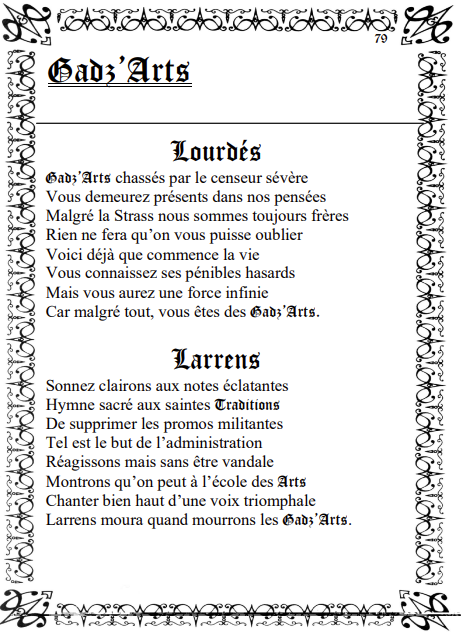 79
Gadz'Arts
Lourdés
Gadz'Arts chassés par le censeur sévère
Vous demeurez présents dans nos pensées
Malgré la Strass nous sommes toujours frères
Rien ne fera qu'on vous puisse oublier
Voici déjà que commence la vie
Vous connaissez ses pénibles hasards
Mais vous aurez une force infinie
Car malgré tout, vous êtes des Gadz'Arts.
Larrens
Sonnez clairons aux notes éclatantes
Hymne sacré aux saintes Traditions
De supprimer les promos militantes
Tel est le but de l'administration
Réagissons mais sans être vandale
Montrons qu'on peut à l'école des Arts
Chanter bien haut d'une voix triomphale
Larrens moura quand mourrons les Gadz'Arts.